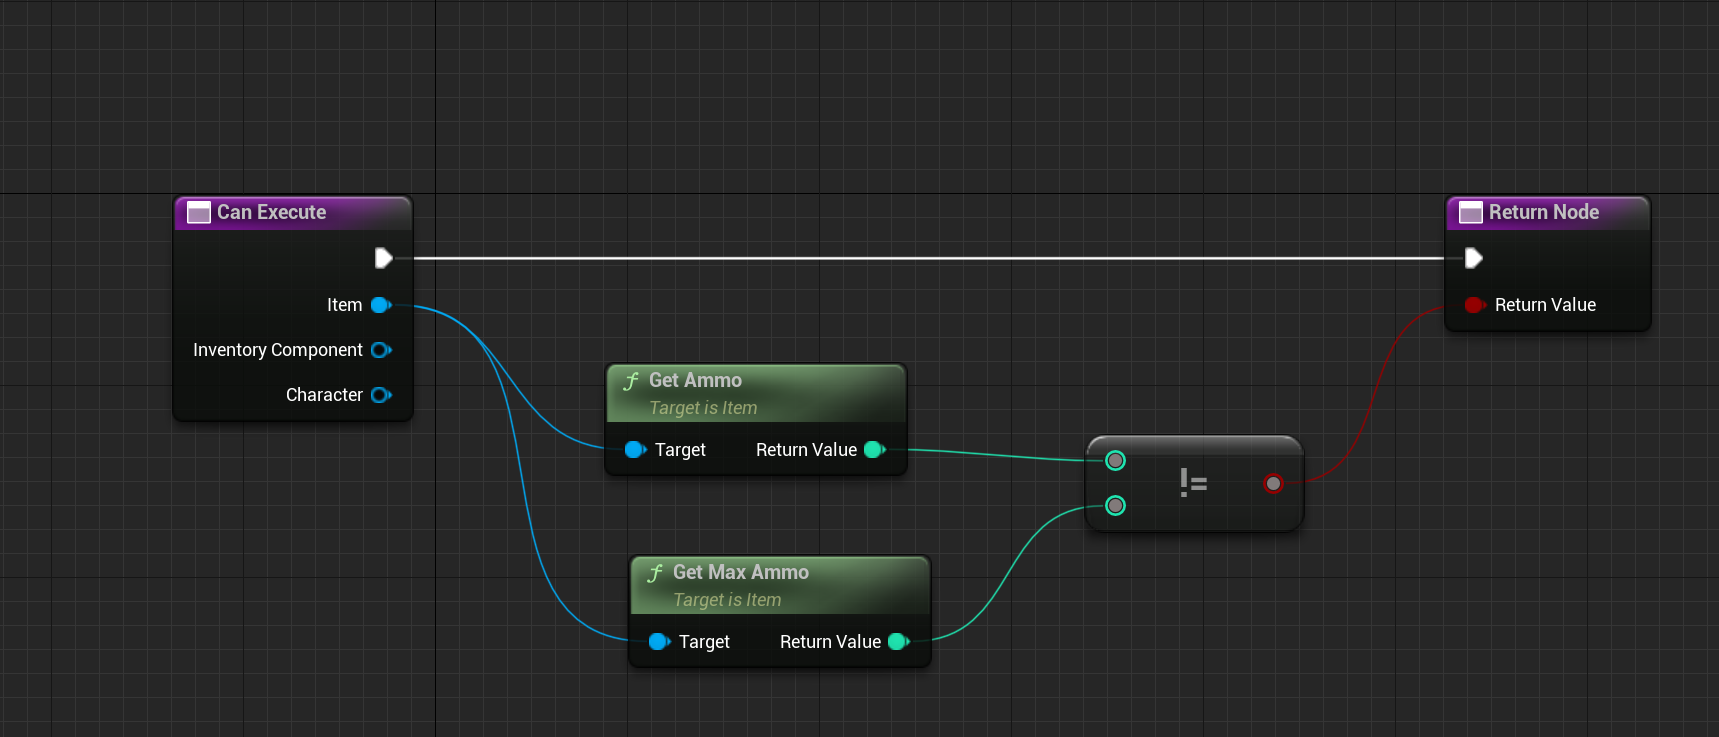 Can Execute
Item
Inventory Component
Character
f Get Ammo
Target is Item
Target Return Value
f Get Max Ammo
Target is Item
Target Return Value
!=
Return Node
Return Value